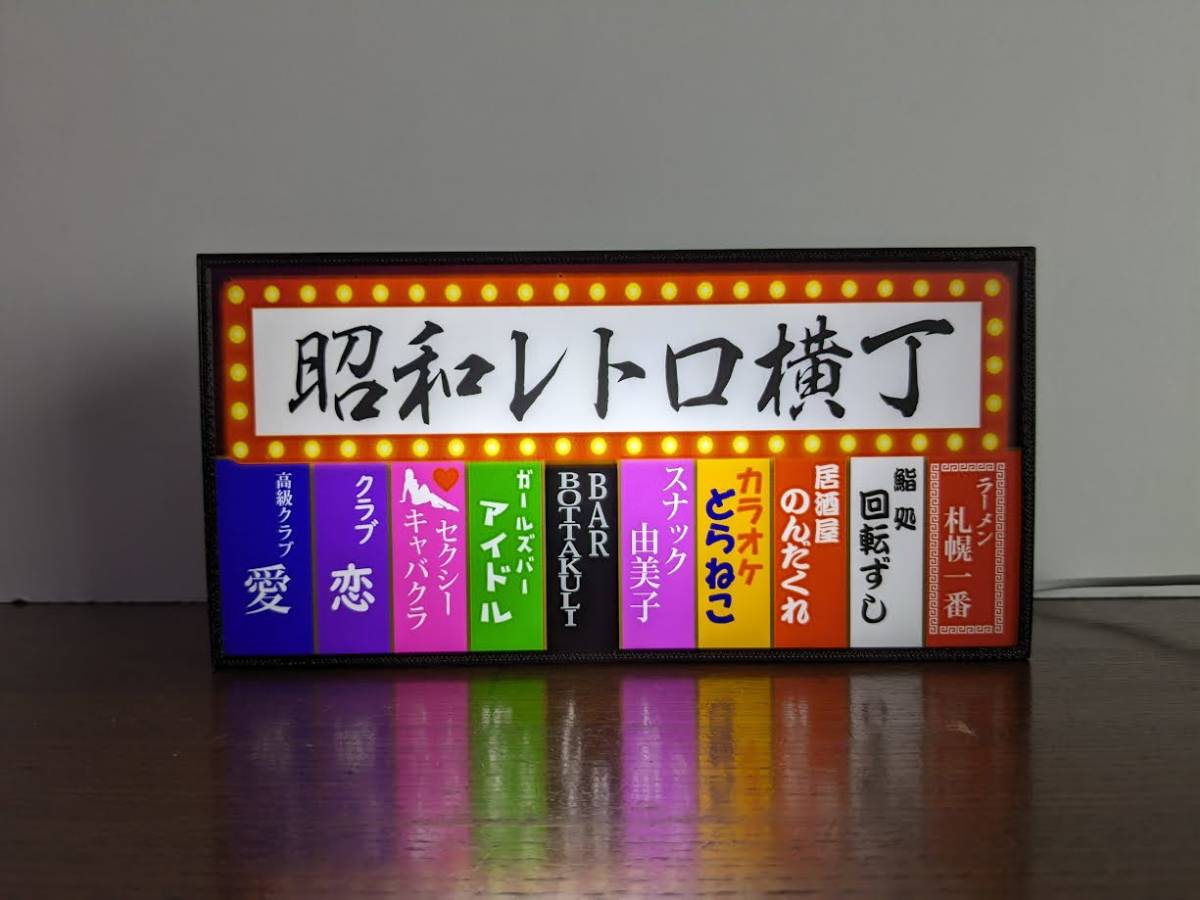 昭和レトロ横丁
高級クラブ
愛
クラブ
恋
セクシー
キャバクラ
ガールズバー
アイドル
BAR
BOTTAKULI
スナック
由美子
カラオケ
とらねこ
居酒屋
のんだくれ
鮨処
回転ずし
ラーメン
札幌一番